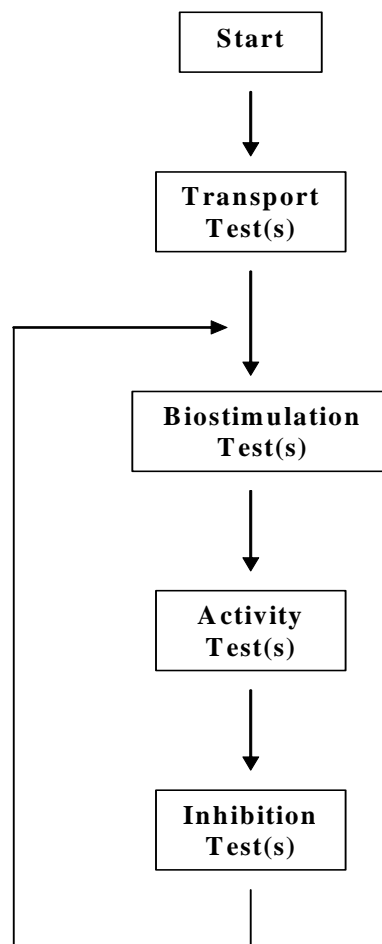 Start
Transport
Test(s)
Biostimulation
Test(s)
Activity
Test(s)
Inhibition
Test(s)